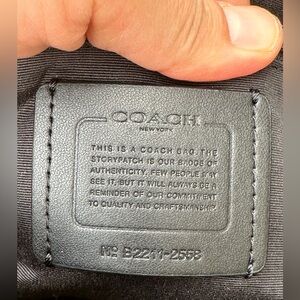 COACH
NEW YORK
THIS IS A COACH BAG. THE
STORYPATCH IS OUR BADGE OF
AUTHENTICITY. FEW PEOPLE MAY
SEE IT, BUT IT WILL ALWAYS BE A
REMINDER OF OUR COMMITMENT
TO QUALITY AND CRAFTSMANSHIP
Nº B2211-2558